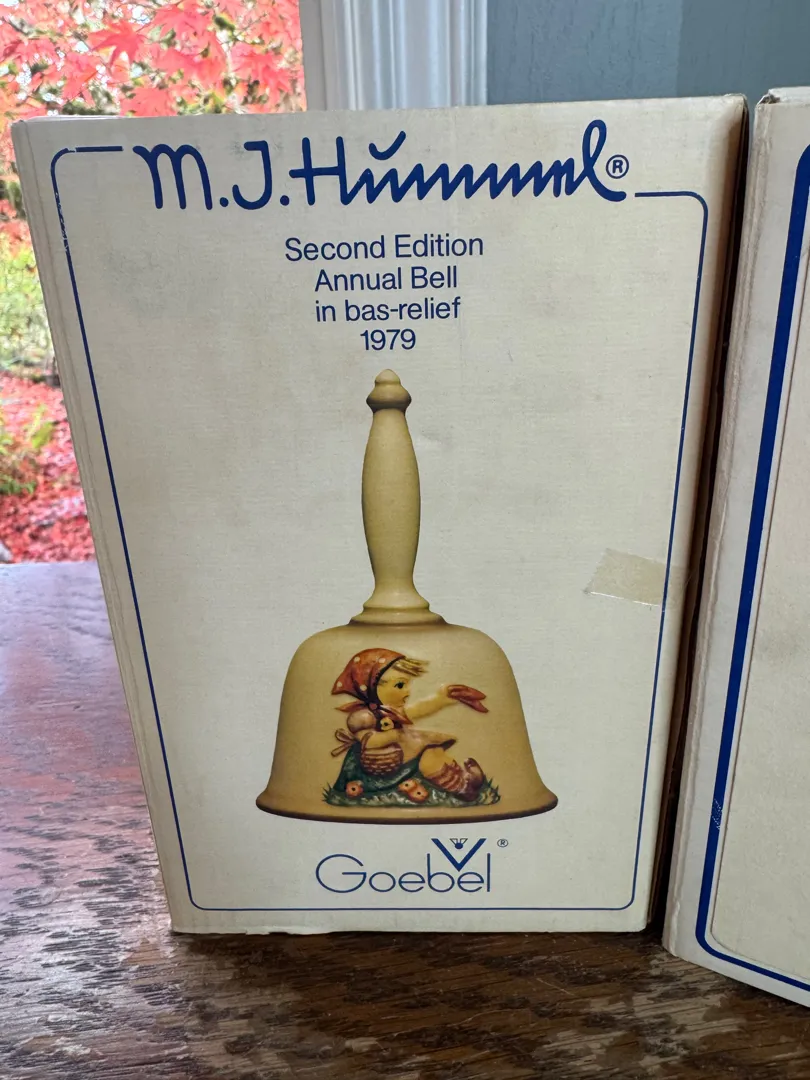 M.J.Hummel®
Second Edition
Annual Bell
in bas-relief
1979
Goebel®